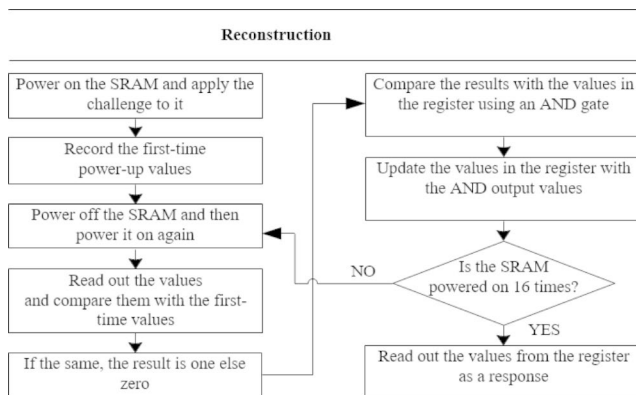 Reconstruction
Power on the SRAM and apply the
challenge to it
Record the first-time
power-up values
Power off the SRAM and then
power it on again
Read out the values
and compare them with the first-
time values
If the same, the result is one else
zero
Compare the results with the values in
the register using an AND gate
Update the values in the register with
the AND output values
Is the SRAM
powered on 16 times?
NO
YES
Read out the values from the register
as a response